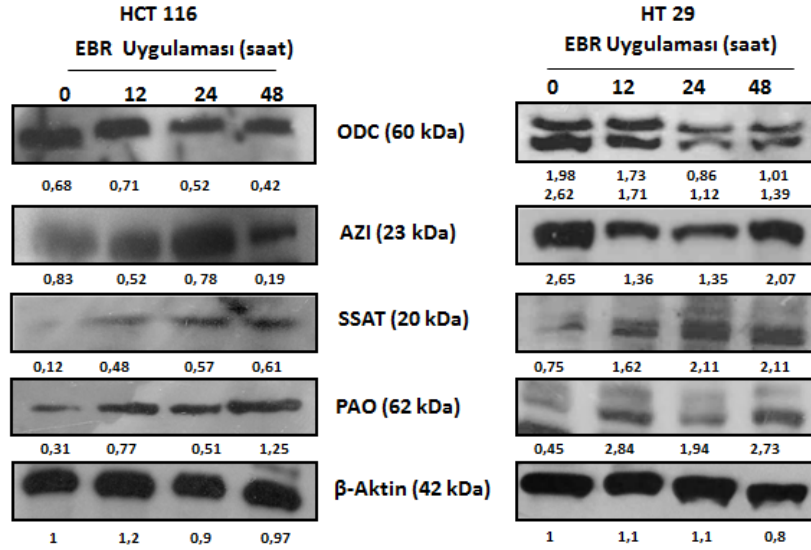 HCT 116
EBR Uygulaması (saat)
0 12 24 48
HT 29
EBR Uygulaması (saat)
0 12 24 48
ODC (60 kDa)
0,68 0,71 0,52 0,42
1,98 1,73 0,86 1,01
2,62 1,71 1,12 1,39
AZI (23 kDa)
0,83 0,52 0, 78 0,19
2,65 1,36 1,35 2,07
SSAT (20 kDa)
0,12 0,48 0,57 0,61
0,75 1,62 2,11 2,11
PAO (62 kDa)
0,31 0,77 0,51 1,25
0,45 2,84 1,94 2,73
β-Aktin (42 kDa)
1 1,2 0,9 0,97
1 1,1 1,1 0,8